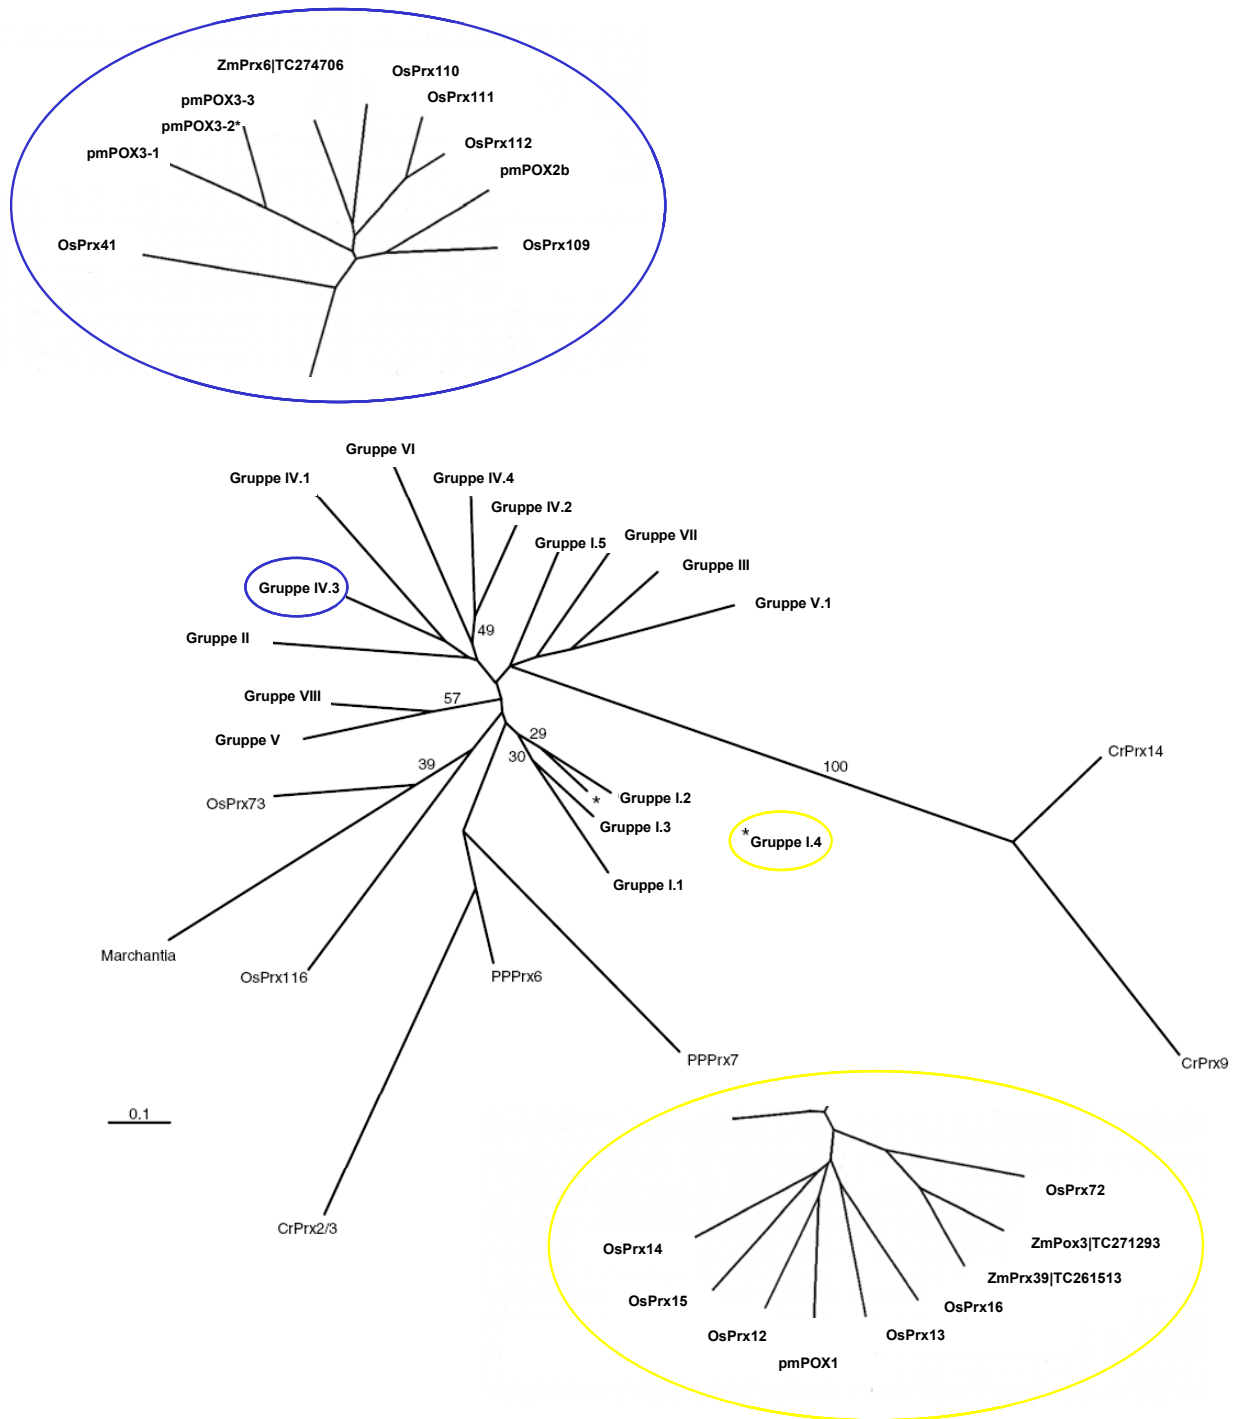 ZmPrx6|TC274706
OsPrx110
pmPOX3-3
OsPrx111
pmPOX3-2*
OsPrx112
pmPOX3-1
pmPOX2b
OsPrx41
OsPrx109
Gruppe VI
Gruppe IV.1
Gruppe IV.4
Gruppe IV.2
Gruppe I.5
Gruppe VII
Gruppe III
Gruppe IV.3
Gruppe V.1
49
Gruppe II
Gruppe VIII
57
Gruppe V
29
30
39
100
CrPrx14
OsPrx73
*
Gruppe I.2
Gruppe I.3
*Gruppe I.4
Gruppe I.1
Marchantia
OsPrx116
PPPrx6
PPPrx7
CrPrx9
0.1
OsPrx72
CrPrx2/3
ZmPox3|TC271293
OsPrx14
ZmPrx39|TC261513
OsPrx15
OsPrx16
OsPrx12
OsPrx13
pmPOX1